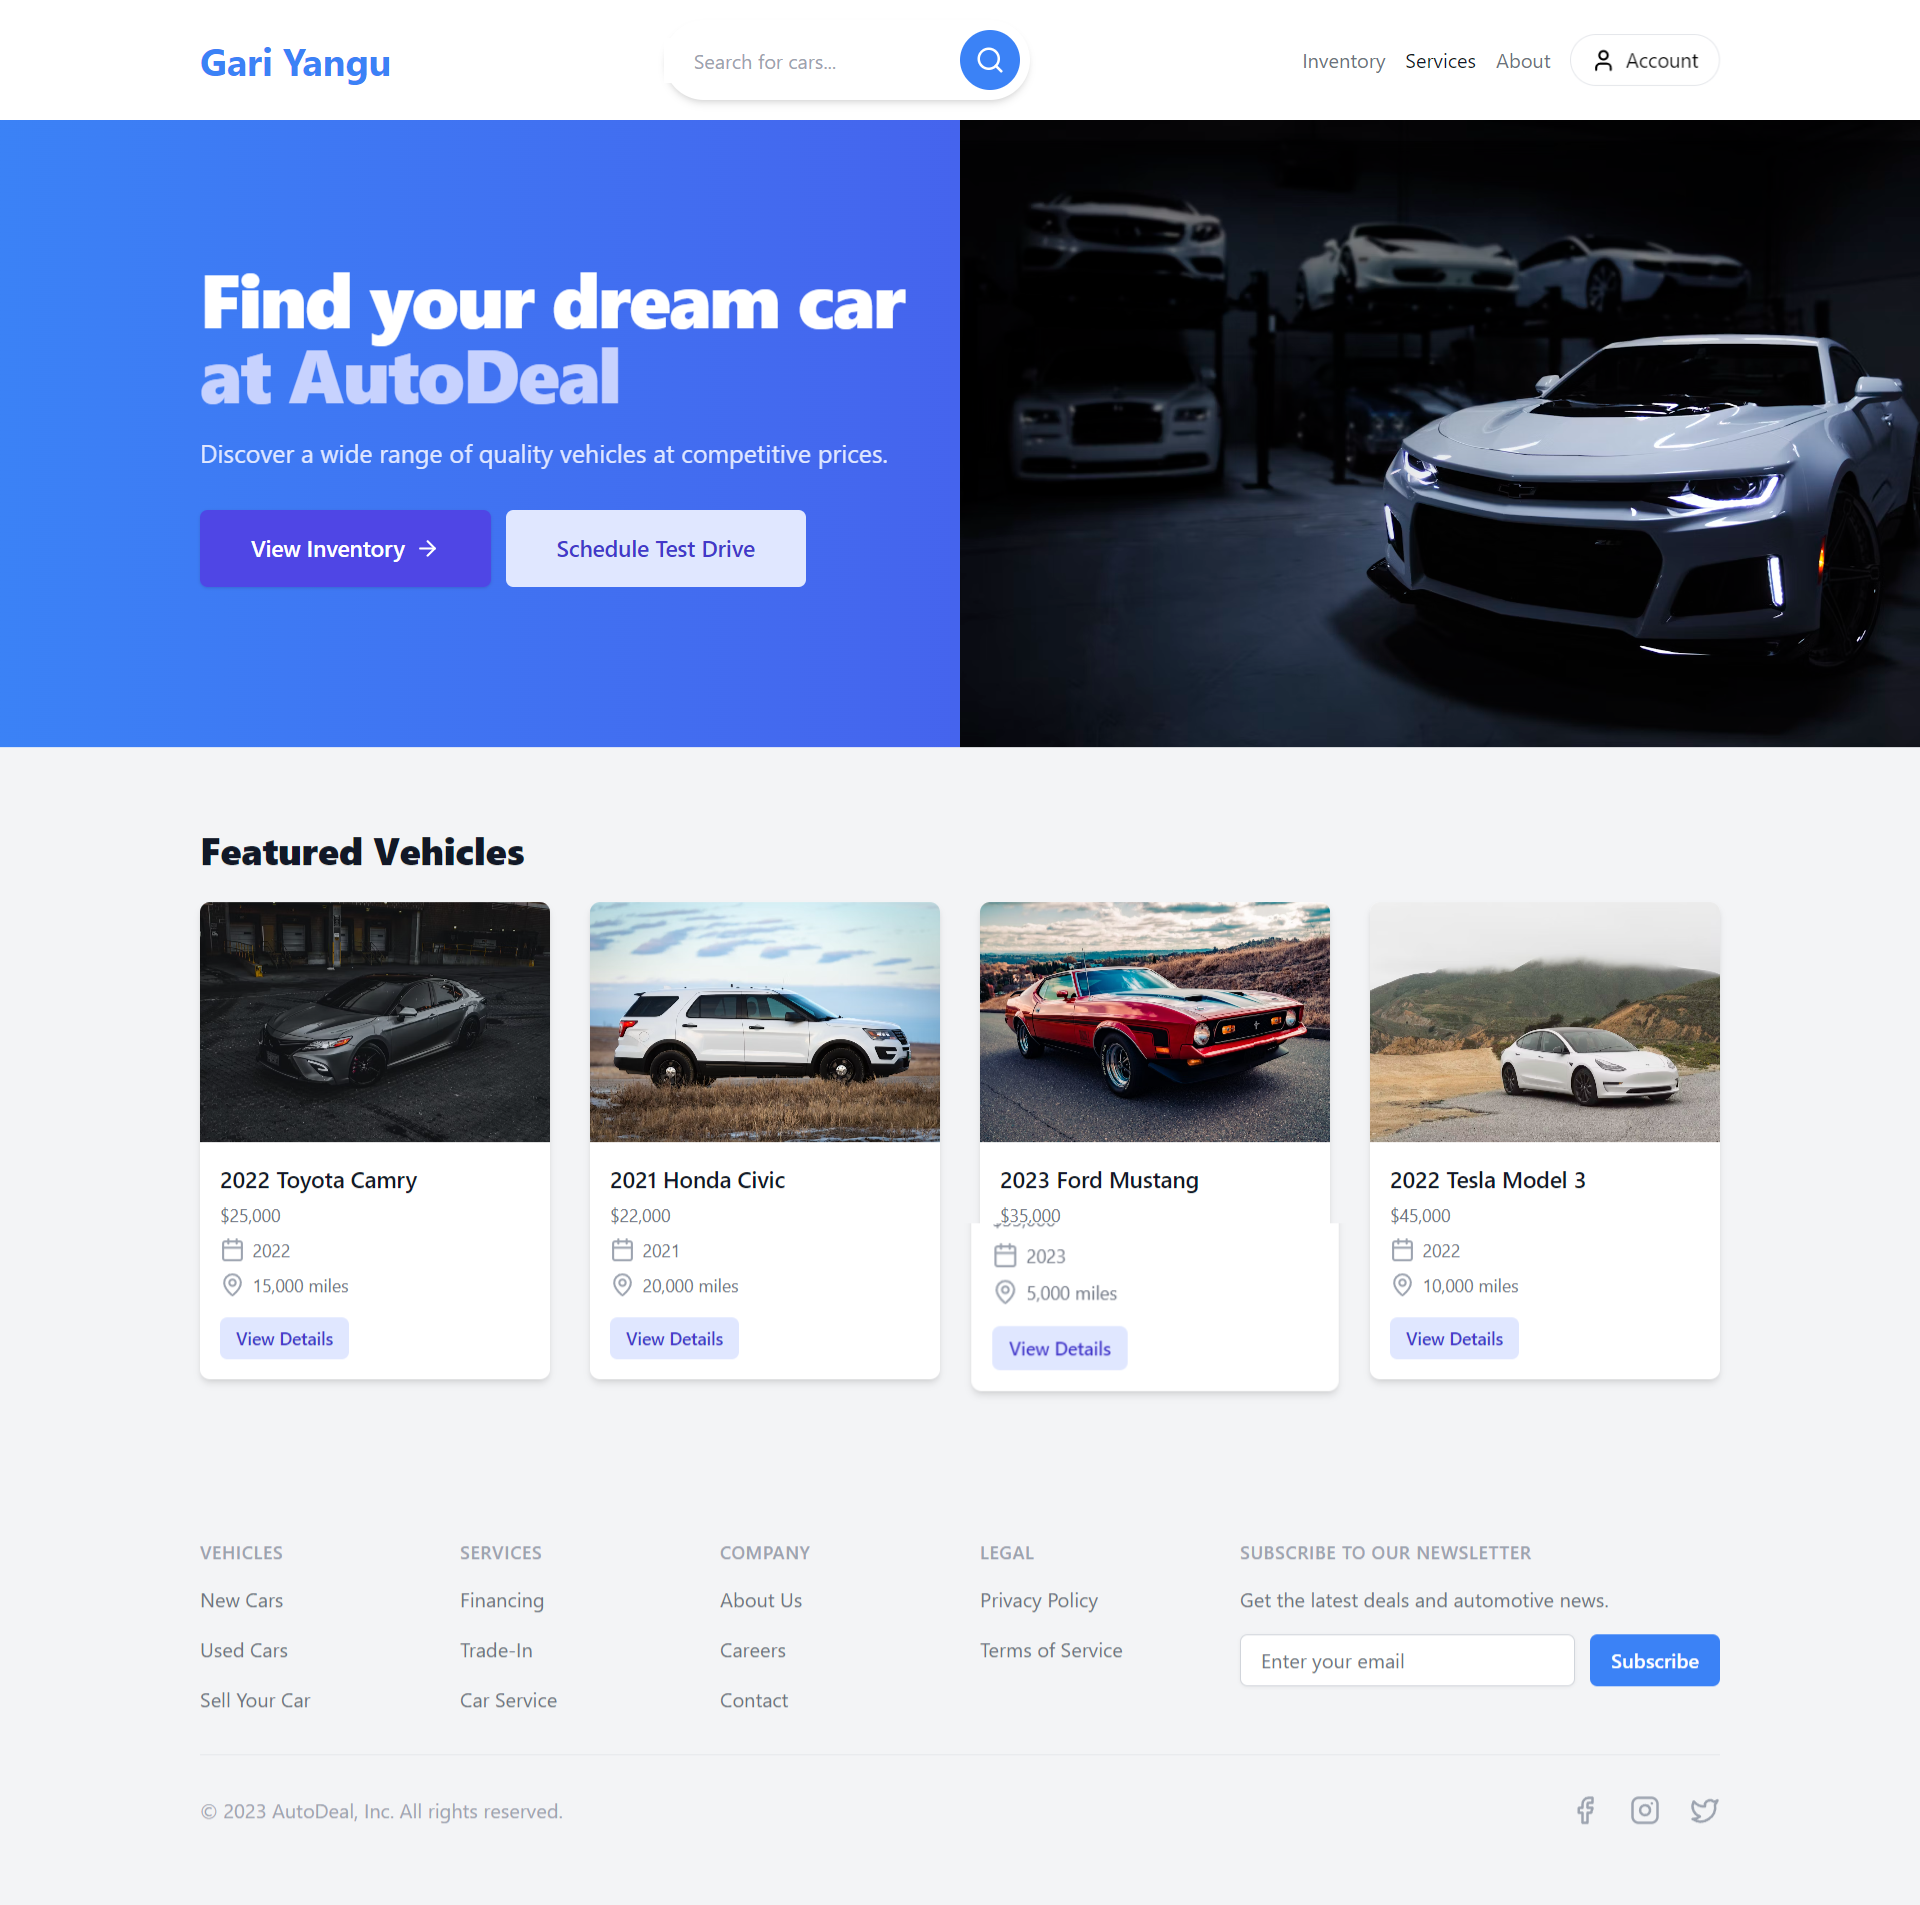 Gari Yangu
Search for cars...
Inventory
Services
About
Account
Find your dream car
at AutoDeal
Discover a wide range of quality vehicles at competitive prices.
View Inventory
Schedule Test Drive
Featured Vehicles
2022 Toyota Camry
$25,000
2022
15,000 miles
View Details
2021 Honda Civic
$22,000
2021
20,000 miles
View Details
2023 Ford Mustang
$35,000
2023
5,000 miles
View Details
2022 Tesla Model 3
$45,000
2022
10,000 miles
View Details
VEHICLES
New Cars
Used Cars
Sell Your Car
SERVICES
Financing
Trade-In
Car Service
COMPANY
About Us
Careers
Contact
LEGAL
Privacy Policy
Terms of Service
SUBSCRIBE TO OUR NEWSLETTER
Get the latest deals and automotive news.
Enter your email
Subscribe
© 2023 AutoDeal, Inc. All rights reserved.